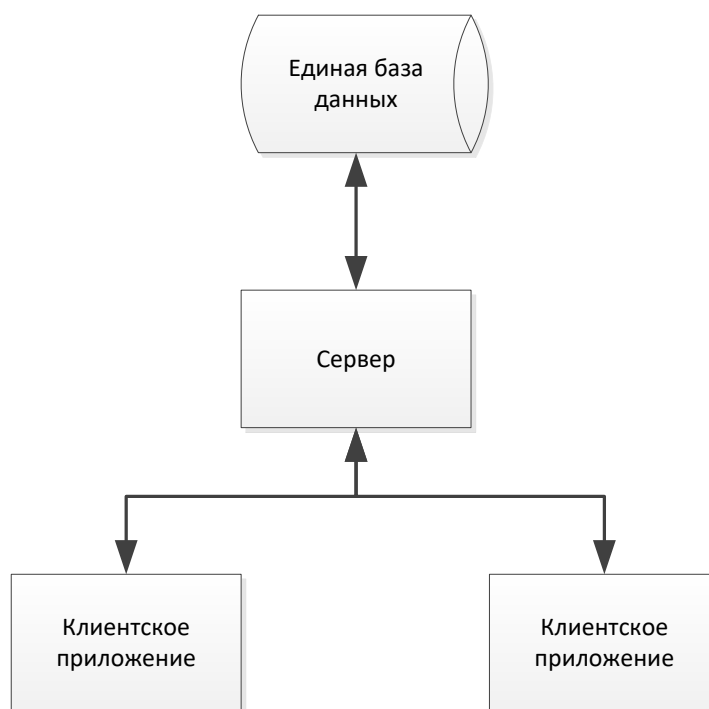 Единая база
данных
Сервер
Клиентское
приложение
Клиентское
приложение